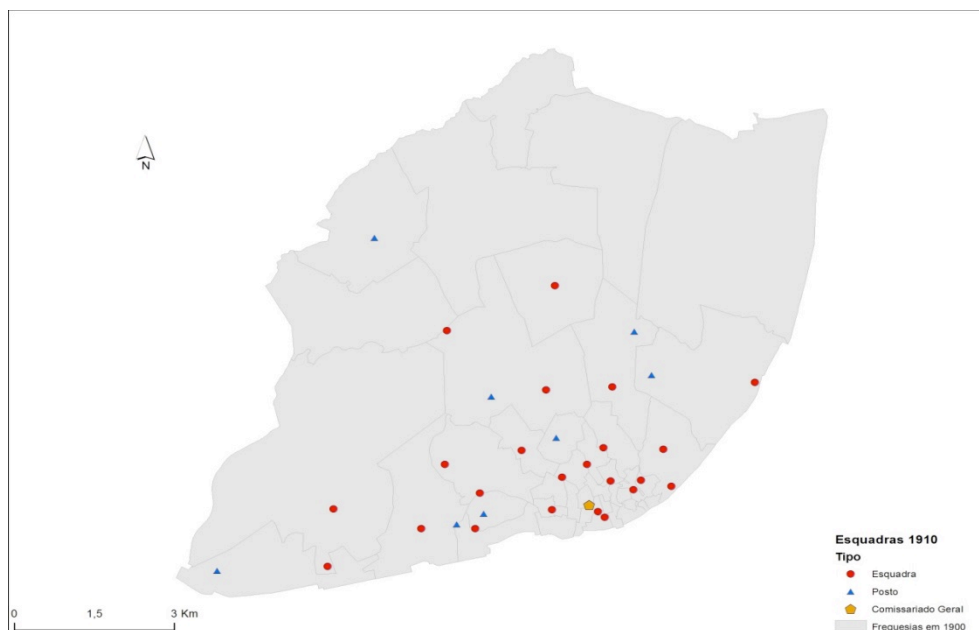 N
0 1,5 3 Km
Esquadras 1910
Tipo
Esquadra
Posto
Comissariado Geral
Freguesias em 1900